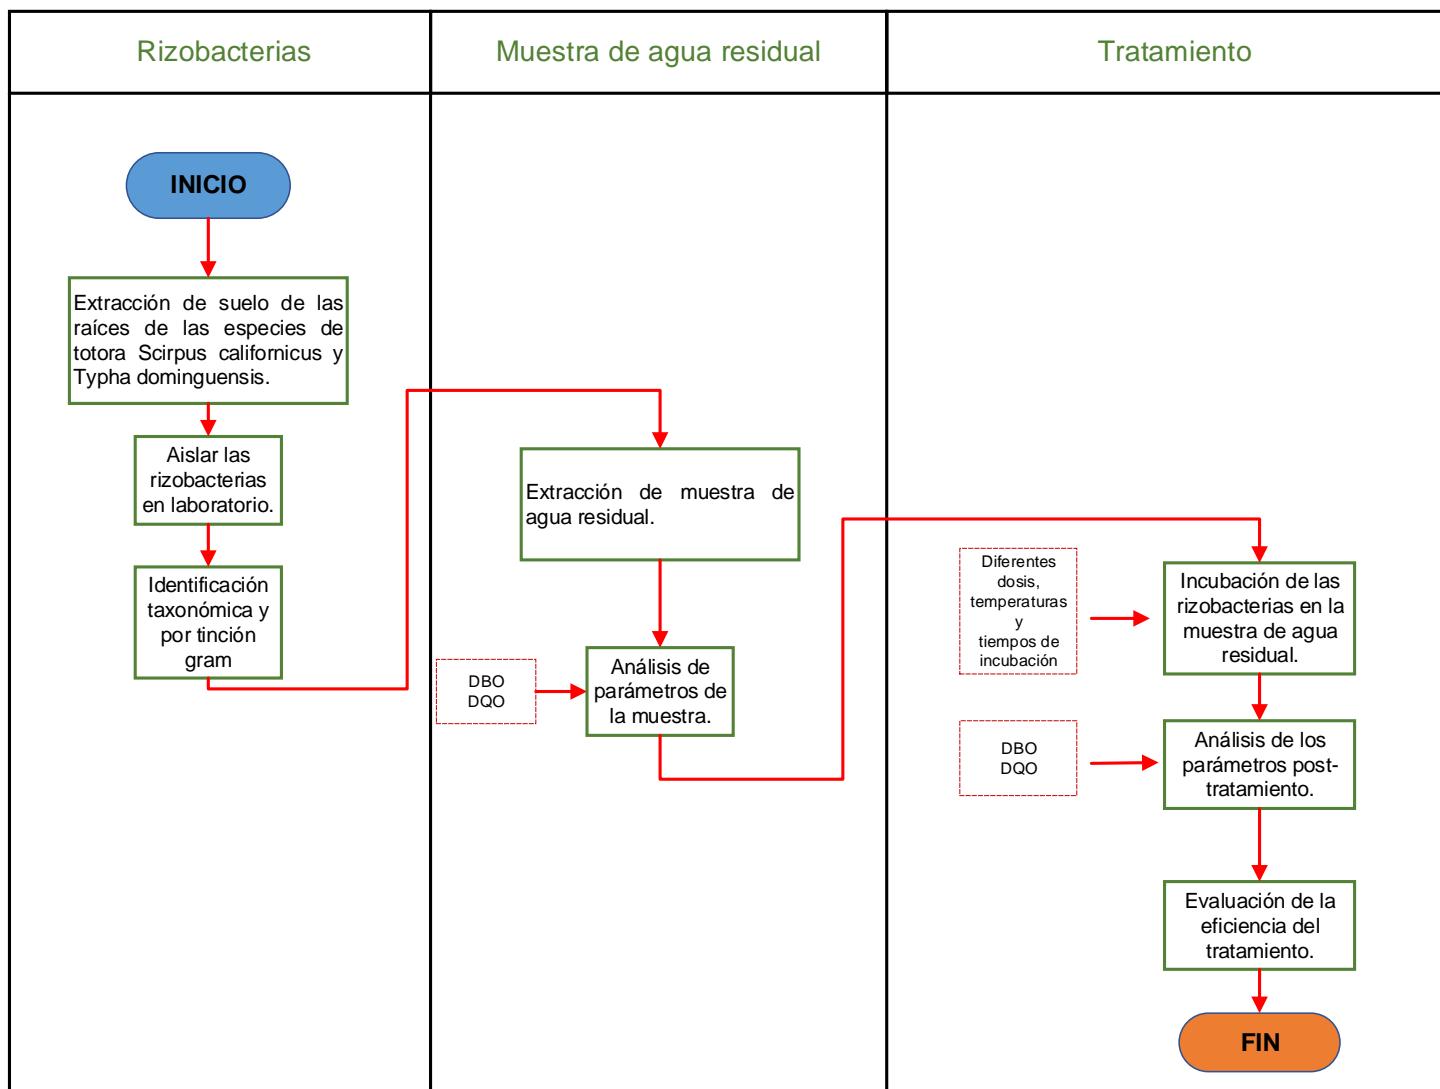 Rizobacterias
Muestra de agua residual
Tratamiento
INICIO
Extracción de suelo de las
raíces de las especies de
totora Scirpus californicus y
Typha dominguensis.
Aislar las
rizobacterias
en laboratorio.
Identificación
taxonómica y
por tinción
gram
Extracción de muestra de
agua residual.
DBO
DQO
Análisis de
parámetros de
la muestra.
Diferentes
dosis,
temperaturas
y
tiempos de
incubación
Incubación de las
rizobacterias en la
muestra de agua
residual.
DBO
DQO
Análisis de los
parámetros post-
tratamiento.
Evaluación de la
eficiencia del
tratamiento.
FIN